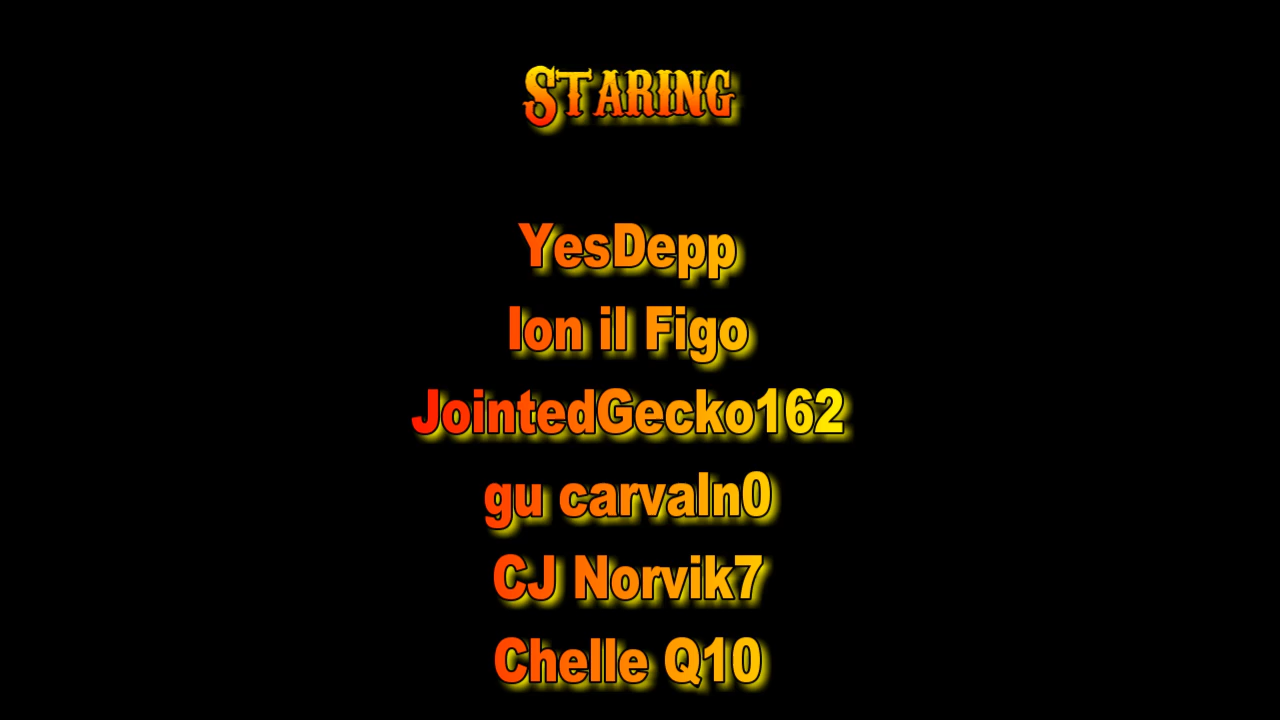 Staring
YesDepp
Ion il Figo
JointedGecko162
gu carvaln0
CJ Norvik7
Chelle Q10